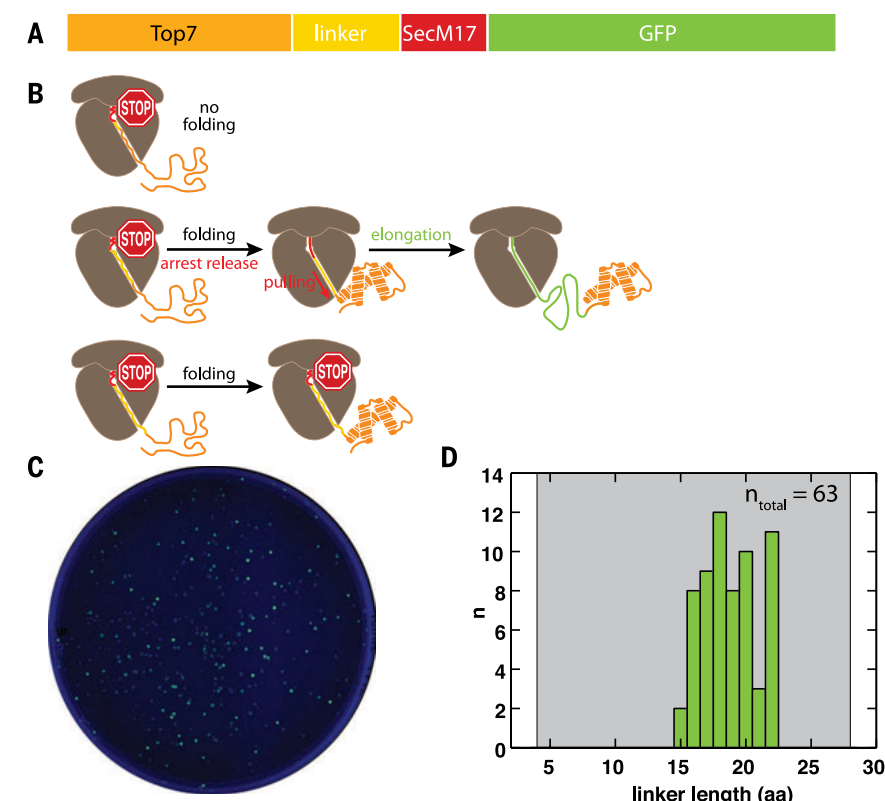 A
Top7
linker
SecM17
GFP
B
STOP
no
folding
STOP
folding
arrest release
pulling
elongation
STOP
folding
STOP
C
D
n_total = 63
14
12
10
8
6
4
2
0
n
5
10
15
20
25
30
linker length (aa)